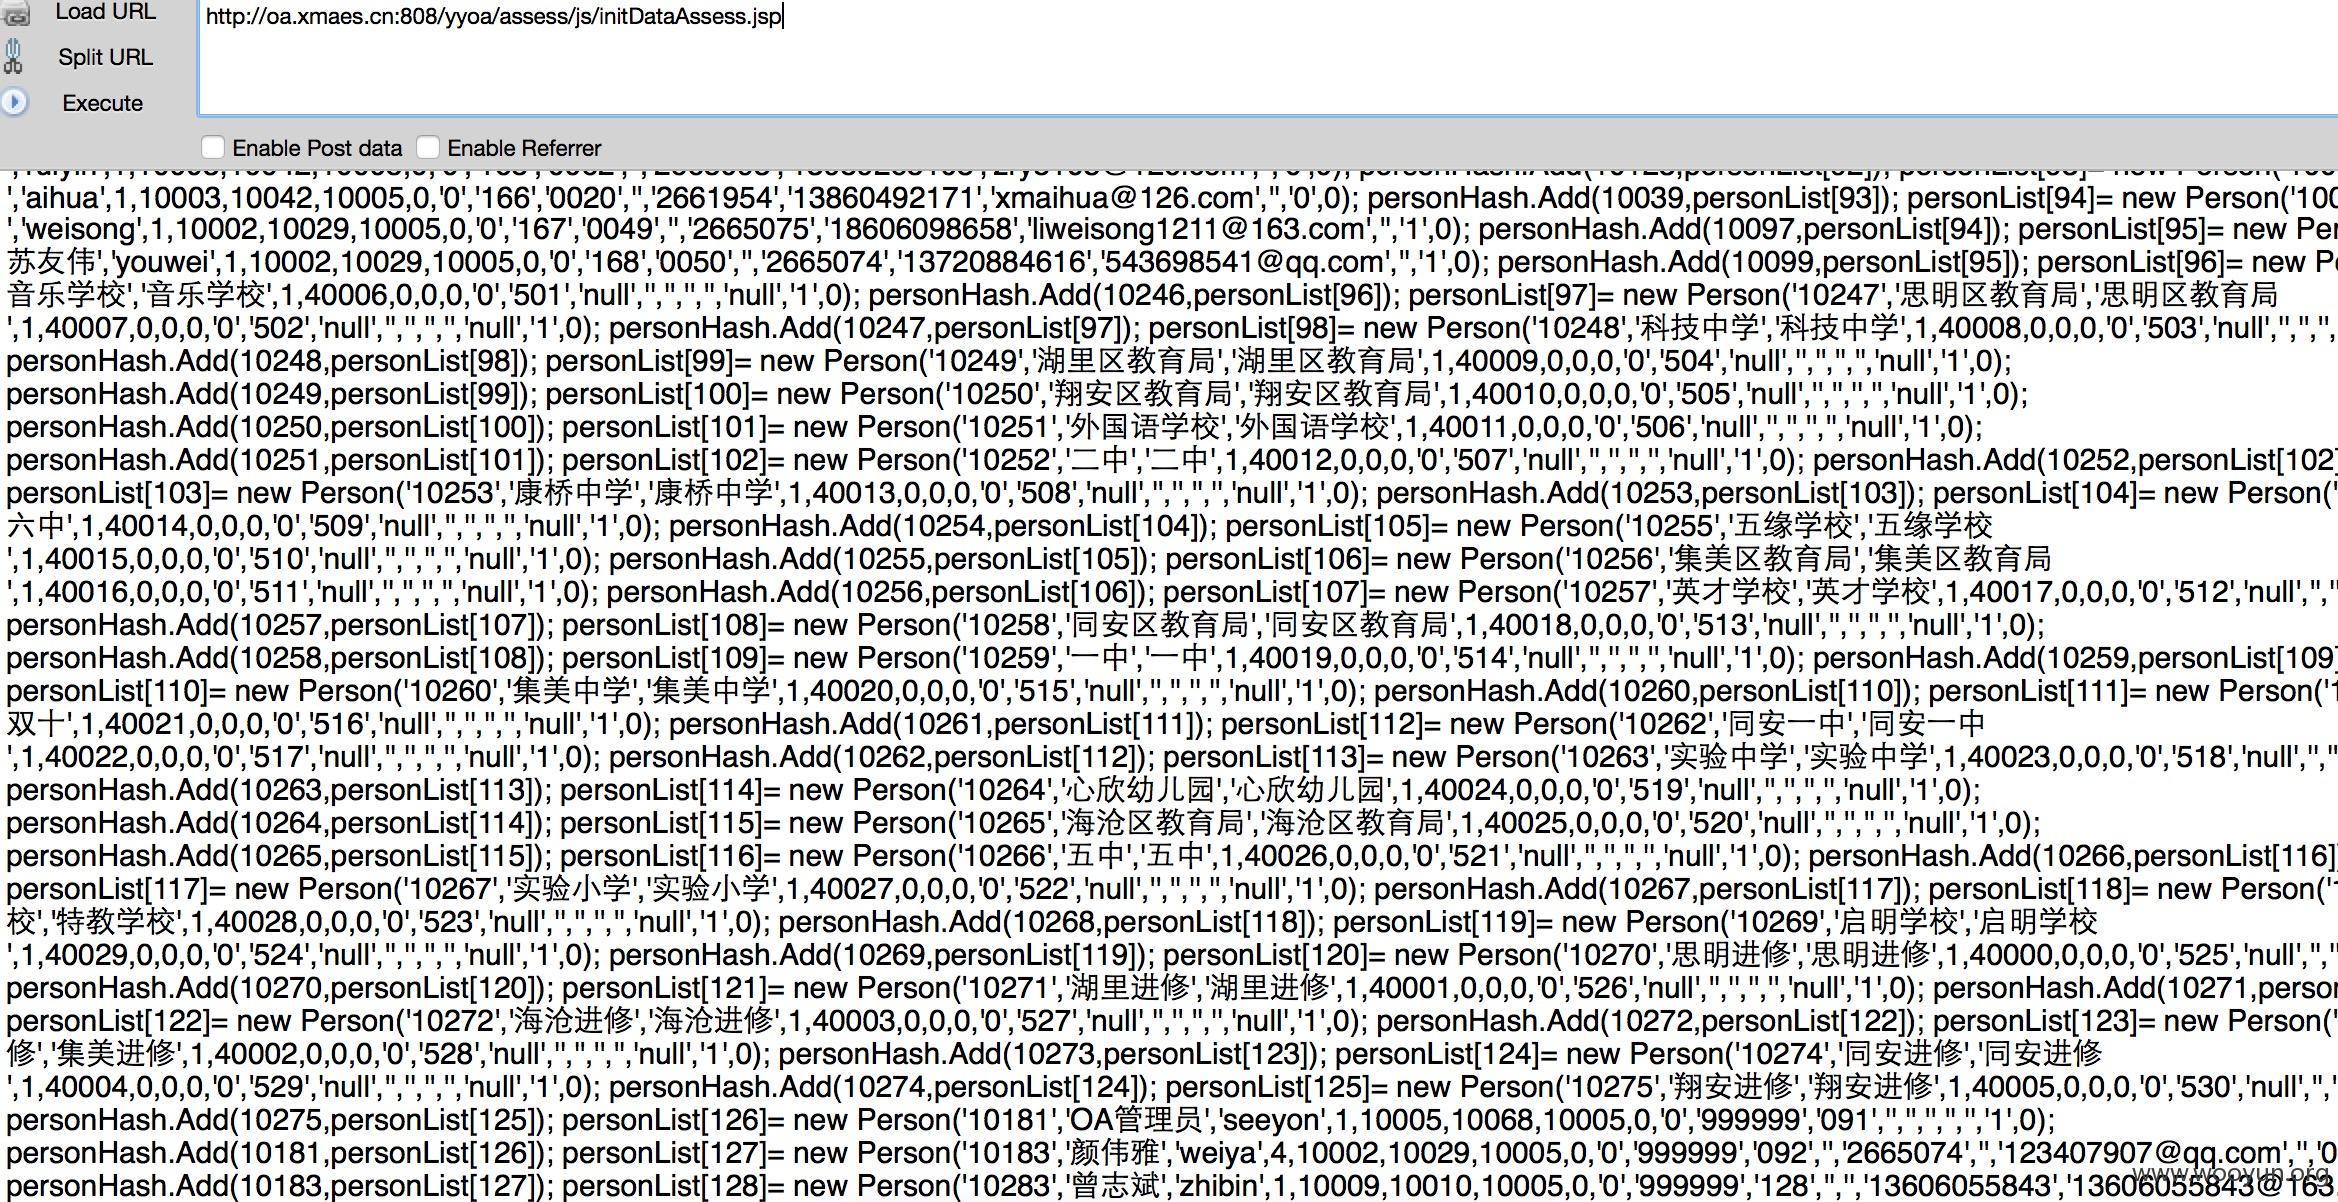 Load URL
http://oa.xmaes.cn:808/yyoa/assess/js/initDataAssess.jsp
Split URL
Execute
Enable Post data
Enable Referrer
','aihua',1,10003,10042,10005,0,'0','166','0020','','2661954','13860492171','xmaihua@126.com','','0',0); personHash.Add(10039,personList[93]); personList[94]= new Person('100
','weisong',1,10002,10029,10005,0,'0','167','0049','','2665075','18606098658','liweisong1211@163.com','','1',0); personHash.Add(10097,personList[94]); personList[95]= new Per
苏友伟','youwei',1,10002,10029,10005,0,'0','168','0050','','2665074','13720884616','543698541@qq.com','','1',0); personHash.Add(10099,personList[95]); personList[96]= new P
音乐学校','音乐学校',1,40006,0,0,0,'0','501','null','','','','','null','1',0); personHash.Add(10246,personList[96]); personList[97]= new Person('10247','思明区教育局','思明区教育局
',1,40007,0,0,0,'0','502','null','','','','','null','1',0); personHash.Add(10247,personList[97]); personList[98]= new Person('10248','科技中学','科技中学',1,40008,0,0,0,'0','503','null','','','',
personHash.Add(10248,personList[98]); personList[99]= new Person('10249','湖里区教育局','湖里区教育局',1,40009,0,0,0,'0','504','null','','','','','null','1',0);
personHash.Add(10249,personList[99]); personList[100]= new Person('10250','翔安区教育局','翔安区教育局',1,40010,0,0,0,'0','505','null','','','','','null','1',0);
personHash.Add(10250,personList[100]); personList[101]= new Person('10251','外国语学校','外国语学校',1,40011,0,0,0,'0','506','null','','','','','null','1',0);
personHash.Add(10251,personList[101]); personList[102]= new Person('10252','二中','二中',1,40012,0,0,0,'0','507','null','','','','','null','1',0); personHash.Add(10252,personList[102]
personList[103]= new Person('10253','康桥中学','康桥中学',1,40013,0,0,0,'0','508','null','','','','','null','1',0); personHash.Add(10253,personList[103]); personList[104]= new Person('
六中',1,40014,0,0,0,'0','509','null','','','','','null','1',0); personHash.Add(10254,personList[104]); personList[105]= new Person('10255','五缘学校','五缘学校
',1,40015,0,0,0,'0','510','null','','','','','null','1',0); personHash.Add(10255,personList[105]); personList[106]= new Person('10256','集美区教育局','集美区教育局
',1,40016,0,0,0,'0','511','null','','','','','null','1',0); personHash.Add(10256,personList[106]); personList[107]= new Person('10257','英才学校','英才学校',1,40017,0,0,0,'0','512','null','',''
personHash.Add(10257,personList[107]); personList[108]= new Person('10258','同安区教育局','同安区教育局',1,40018,0,0,0,'0','513','null','','','','','null','1',0);
personHash.Add(10258,personList[108]); personList[109]= new Person('10259','一中','一中',1,40019,0,0,0,'0','514','null','','','','','null','1',0); personHash.Add(10259,personList[109]
personList[110]= new Person('10260','集美中学','集美中学',1,40020,0,0,0,'0','515','null','','','','','null','1',0); personHash.Add(10260,personList[110]); personList[111]= new Person('1
双十',1,40021,0,0,0,'0','516','null','','','','','null','1',0); personHash.Add(10261,personList[111]); personList[112]= new Person('10262','同安一中','同安一中
',1,40022,0,0,0,'0','517','null','','','','','null','1',0); personHash.Add(10262,personList[112]); personList[113]= new Person('10263','实验中学','实验中学',1,40023,0,0,0,'0','518','null','',''
personHash.Add(10263,personList[113]); personList[114]= new Person('10264','心欣幼儿园','心欣幼儿园',1,40024,0,0,0,'0','519','null','','','','','null','1',0);
personHash.Add(10264,personList[114]); personList[115]= new Person('10265','海沧区教育局','海沧区教育局',1,40025,0,0,0,'0','520','null','','','','','null','1',0);
personHash.Add(10265,personList[115]); personList[116]= new Person('10266','五中','五中',1,40026,0,0,0,'0','521','null','','','','','null','1',0); personHash.Add(10266,personList[116]
personList[117]= new Person('10267','实验小学','实验小学',1,40027,0,0,0,'0','522','null','','','','','null','1',0); personHash.Add(10267,personList[117]); personList[118]= new Person('1
校','特教学校',1,40028,0,0,0,'0','523','null','','','','','null','1',0); personHash.Add(10268,personList[118]); personList[119]= new Person('10269','启明学校','启明学校
',1,40029,0,0,0,'0','524','null','','','','','null','1',0); personHash.Add(10269,personList[119]); personList[120]= new Person('10270','思明进修','思明进修',1,40000,0,0,0,'0','525','null','',''
personHash.Add(10270,personList[120]); personList[121]= new Person('10271','湖里进修','湖里进修',1,40001,0,0,0,'0','526','null','','','','','null','1',0); personHash.Add(10271,person
personList[122]= new Person('10272','海沧进修','海沧进修',1,40003,0,0,0,'0','527','null','','','','','null','1',0); personHash.Add(10272,personList[122]); personList[123]= new Person('
修','集美进修',1,40002,0,0,0,'0','528','null','','','','','null','1',0); personHash.Add(10273,personList[123]); personList[124]= new Person('10274','同安进修','同安进修
',1,40004,0,0,0,'0','529','null','','','','','null','1',0); personHash.Add(10274,personList[124]); personList[125]= new Person('10275','翔安进修','翔安进修',1,40005,0,0,0,'0','530','null','','
personHash.Add(10275,personList[125]); personList[126]= new Person('10181','OA管理员','seeyon',1,10005,10068,10005,0,'0','999999','091','','','','','','1',0);
personHash.Add(10181,personList[126]); personList[127]= new Person('10183','颜伟雅','weiya',4,10002,10029,10005,0,'0','999999','092','','2665074','','123407907@qq.com','','0
personHash.Add(10183,personList[127]); personList[128]= new Person('10283','曾志斌','zhibin',1,10009,10010,10005,0,'0','999999','128','','','13606055843','13606055843@163
www.wooyun.org